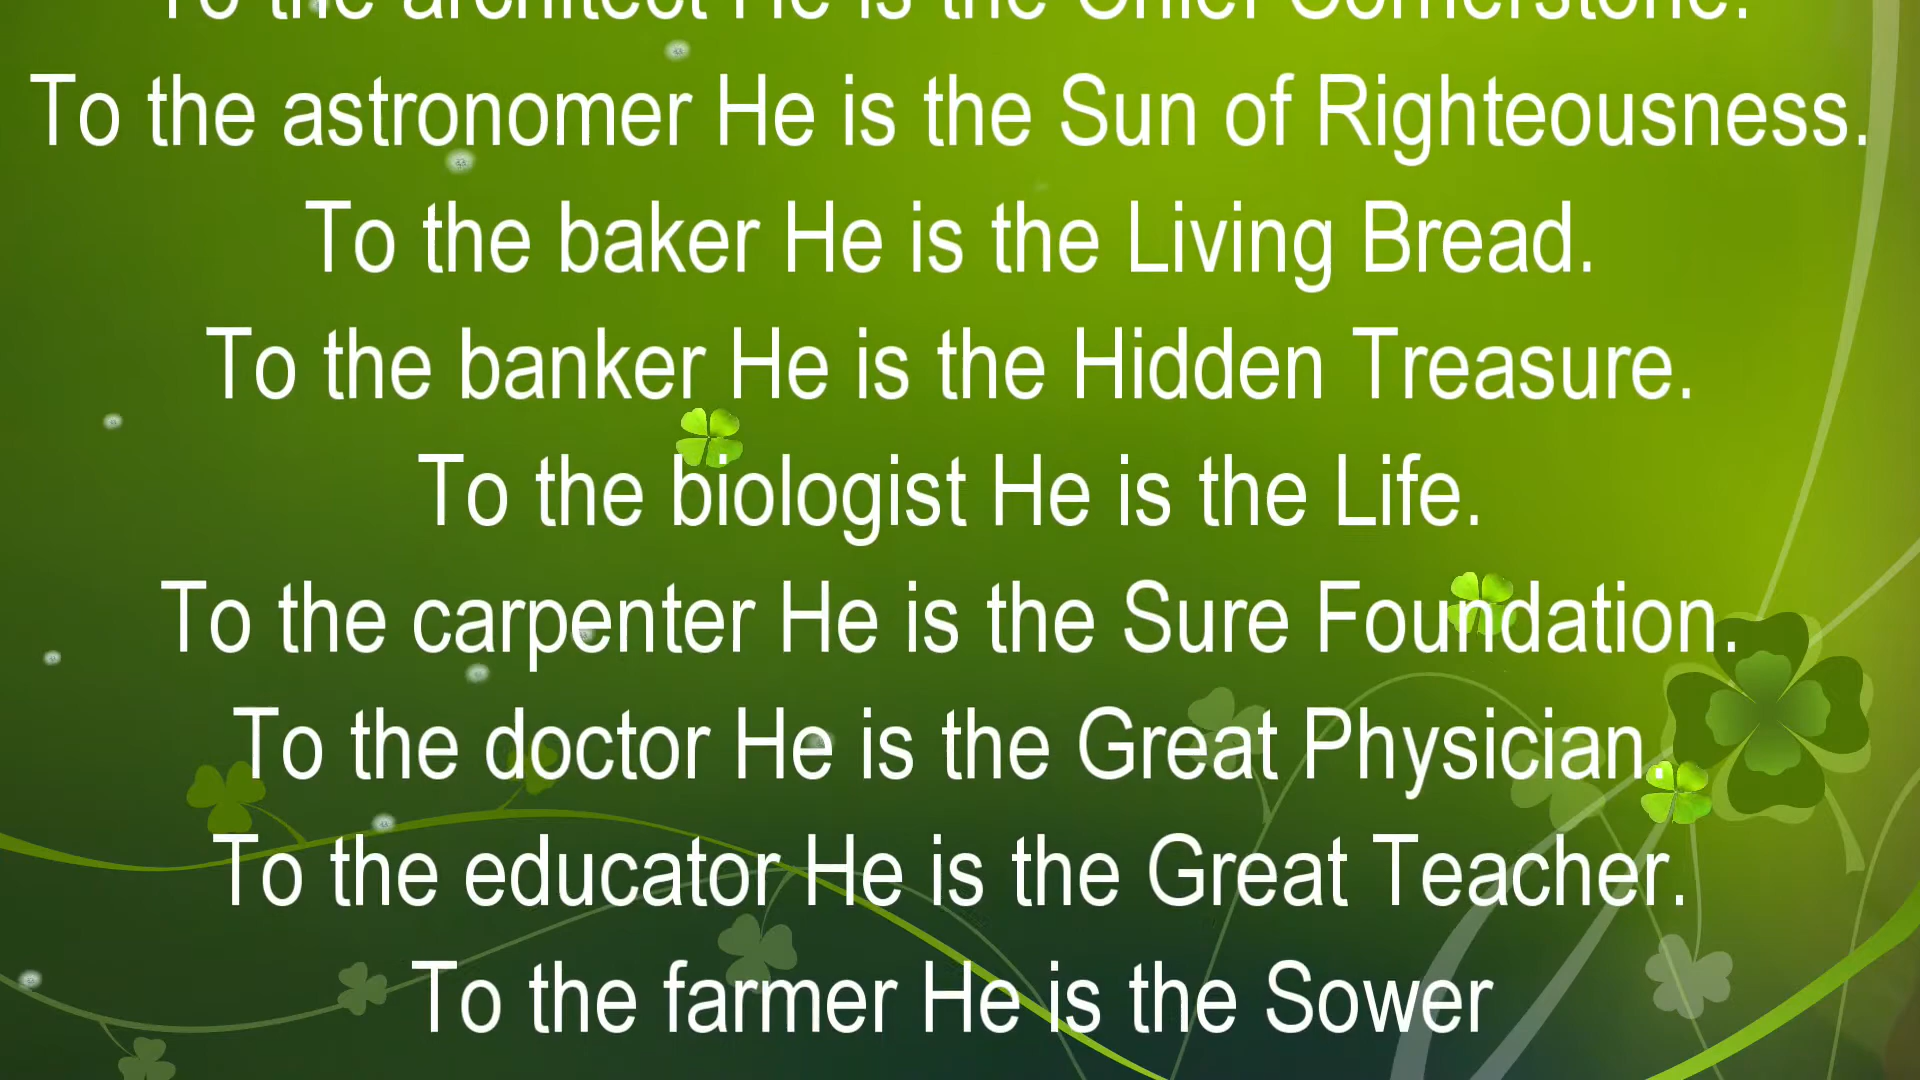 To the architect He is the Chief Cornerstone.
To the astronomer He is the Sun of Righteousness.
To the baker He is the Living Bread.
To the banker He is the Hidden Treasure.
To the biologist He is the Life.
To the carpenter He is the Sure Foundation.
To the doctor He is the Great Physician.
To the educator He is the Great Teacher.
To the farmer He is the Sower